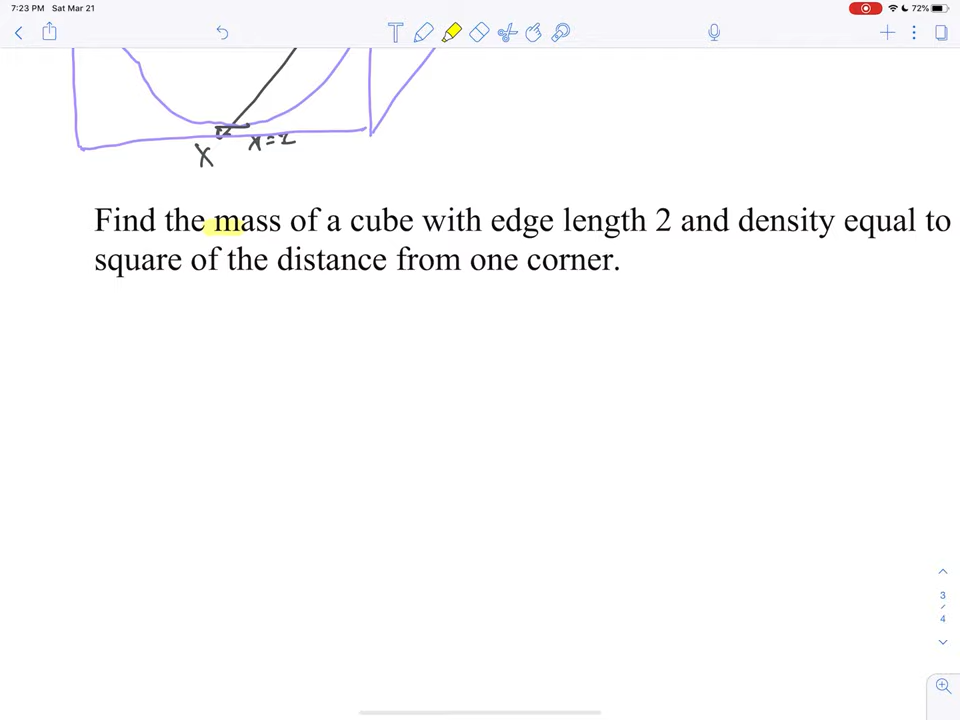 7:23 PM Sat Mar 21
72%
T
x = 2
X
Find the mass of a cube with edge length 2 and density equal to
square of the distance from one corner.
3
/
4